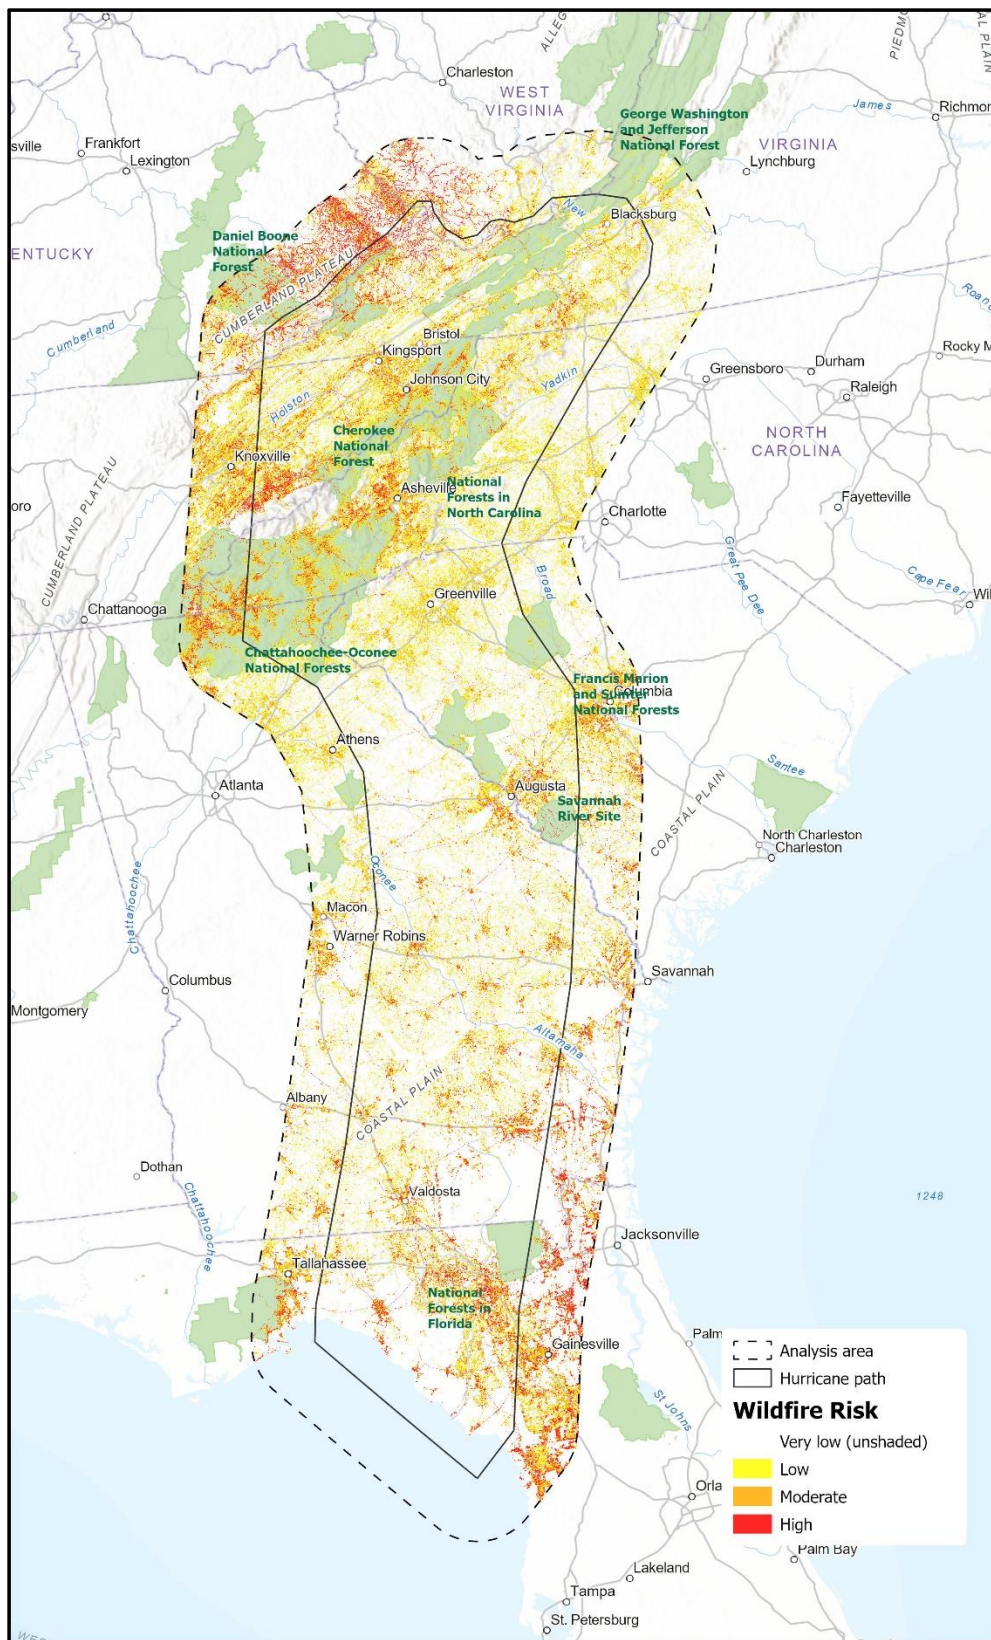 ALLEG
PIEDMO
AL PLAIN
Charleston
WEST
VIRGINIA
George Washington
and Jefferson
National Forest
James
Richmon
sville
Frankfort
Lexington
VIRGINIA
Lynchburg
New
Blacksburg
Daniel Boone
National
Forest
ENTUCKY
CUMBERLAND PLATEAU
Roano
Cumberland
Bristol
Kingsport
Johnson City
Holston
Yadkin
Greensboro
Durham
Rocky M
Raleigh
Cherokee
National
Forest
NORTH
CAROLINA
Knoxville
CUMBERLAND PLATEAU
Asheville
National
Forests in
North Carolina
Fayetteville
oro
Charlotte
Great Pee Dee
Broad
Cape Fear
Wil
Chattanooga
Greenville
Chattahoochee-Oconee
National Forests
Francis Marion
and Sumter
National Forests
Columbia
Athens
Santee
Atlanta
Augusta
Savannah
River Site
COASTAL PLAIN
North Charleston
Charleston
Oconee
Chattahoochee
Macon
Warner Robins
Columbus
Savannah
Montgomery
Altamaha
Albany
COASTAL PLAIN
Dothan
Chattahoochee
Valdosta
1248
Jacksonville
Tallahassee
National
Forests in
Florida
Gainesville
Palm
St Johns
Analysis area
Hurricane path
Wildfire Risk
Very low (unshaded)
Low
Moderate
High
Orla
Palm Bay
Lakeland
Tampa
St. Petersburg